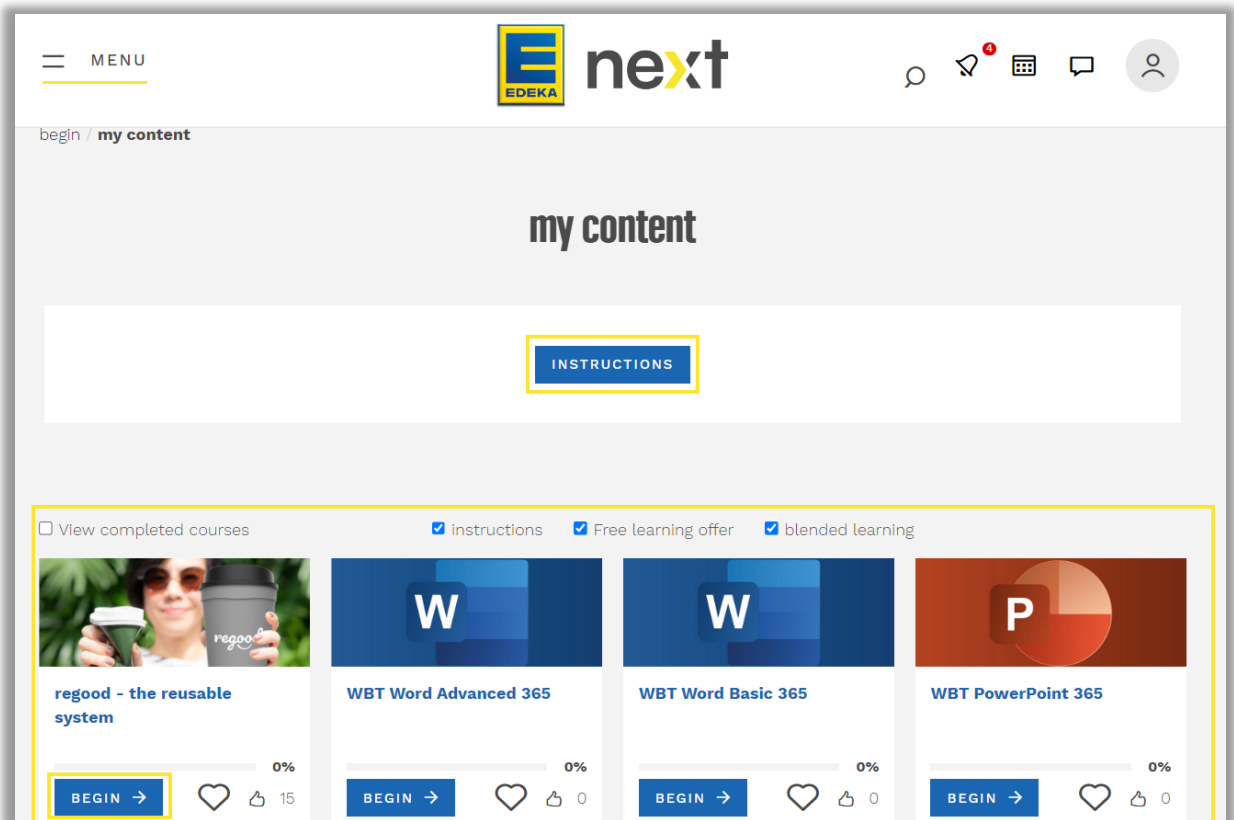 MENU
EDEKA
next
4
begin / my content
my content
INSTRUCTIONS
View completed courses
instructions
Free learning offer
blended learning
regood
W
W
P
regood - the reusable
system
WBT Word Advanced 365
WBT Word Basic 365
WBT PowerPoint 365
0%
0%
0%
0%
BEGIN →
15
BEGIN →
0
BEGIN →
0
BEGIN →
0